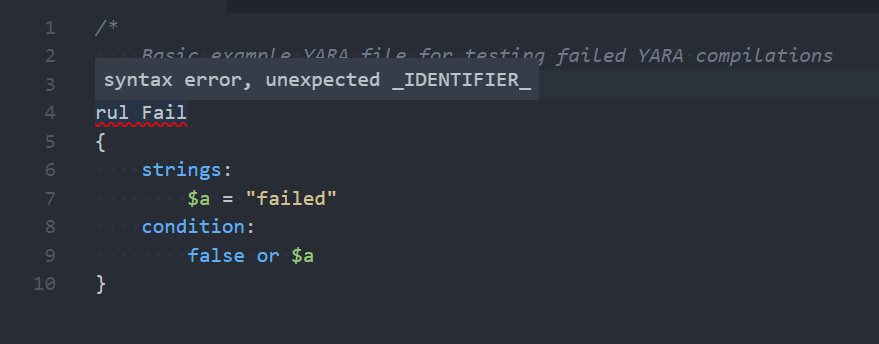 1 /*
2 Basic example YARA file for testing failed YARA compilations
3 syntax error, unexpected _IDENTIFIER_
4 rul Fail
5 {
6 strings:
7 $a = "failed"
8 condition:
9 false or $a
10 }